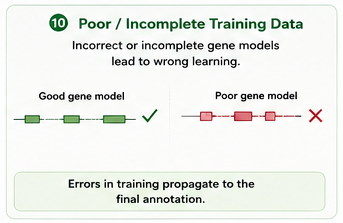 10 Poor / Incomplete Training Data
Incorrect or incomplete gene models
lead to wrong learning.
Good gene model
Poor gene model
Errors in training propagate to the
final annotation.